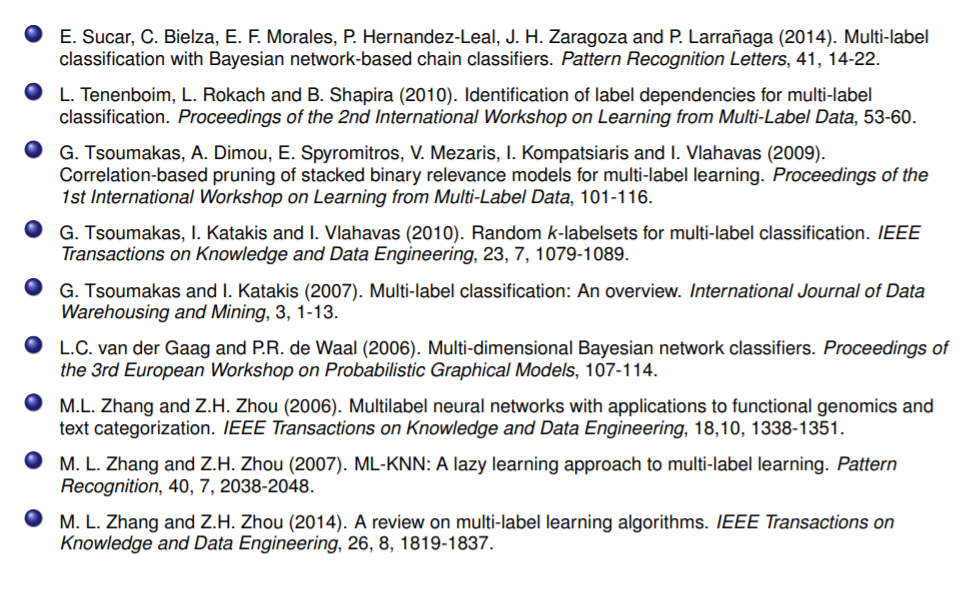 E. Sucar, C. Bielza, E. F. Morales, P. Hernandez-Leal, J. H. Zaragoza and P. Larrañaga (2014). Multi-label
classification with Bayesian network-based chain classifiers. Pattern Recognition Letters, 41, 14-22.
L. Tenenboim, L. Rokach and B. Shapira (2010). Identification of label dependencies for multi-label
classification. Proceedings of the 2nd International Workshop on Learning from Multi-Label Data, 53-60.
G. Tsoumakas, A. Dimou, E. Spyromitros, V. Mezaris, I. Kompatsiaris and I. Vlahavas (2009).
Correlation-based pruning of stacked binary relevance models for multi-label learning. Proceedings of the
1st International Workshop on Learning from Multi-Label Data, 101-116.
G. Tsoumakas, I. Katakis and I. Vlahavas (2010). Random k-labelsets for multi-label classification. IEEE
Transactions on Knowledge and Data Engineering, 23, 7, 1079-1089.
G. Tsoumakas and I. Katakis (2007). Multi-label classification: An overview. International Journal of Data
Warehousing and Mining, 3, 1-13.
L.C. van der Gaag and P.R. de Waal (2006). Multi-dimensional Bayesian network classifiers. Proceedings of
the 3rd European Workshop on Probabilistic Graphical Models, 107-114.
M.L. Zhang and Z.H. Zhou (2006). Multilabel neural networks with applications to functional genomics and
text categorization. IEEE Transactions on Knowledge and Data Engineering, 18,10, 1338-1351.
M. L. Zhang and Z.H. Zhou (2007). ML-KNN: A lazy learning approach to multi-label learning. Pattern
Recognition, 40, 7, 2038-2048.
M. L. Zhang and Z.H. Zhou (2014). A review on multi-label learning algorithms. IEEE Transactions on
Knowledge and Data Engineering, 26, 8, 1819-1837.